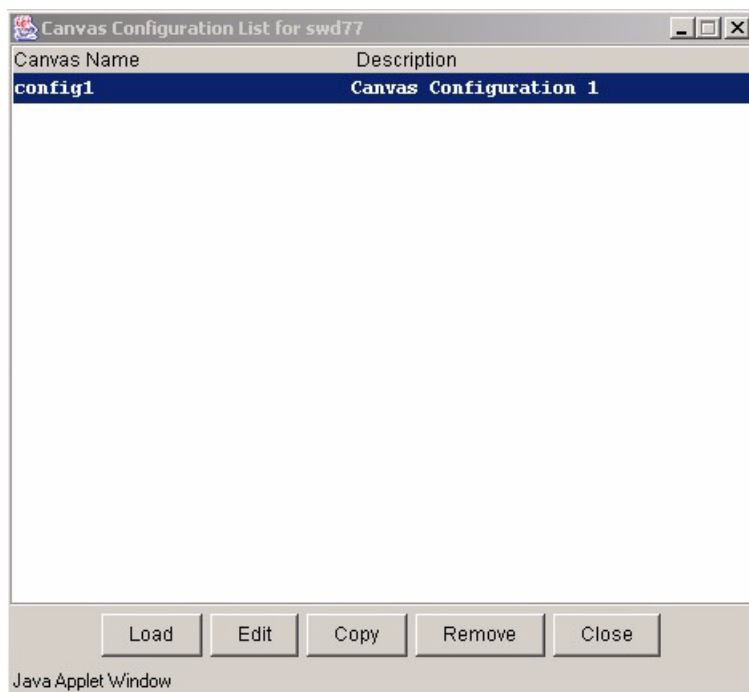 Canvas Configuration List for swd77
Canvas Name Description
config1 Canvas Configuration 1
Load Edit Copy Remove Close
Java Applet Window